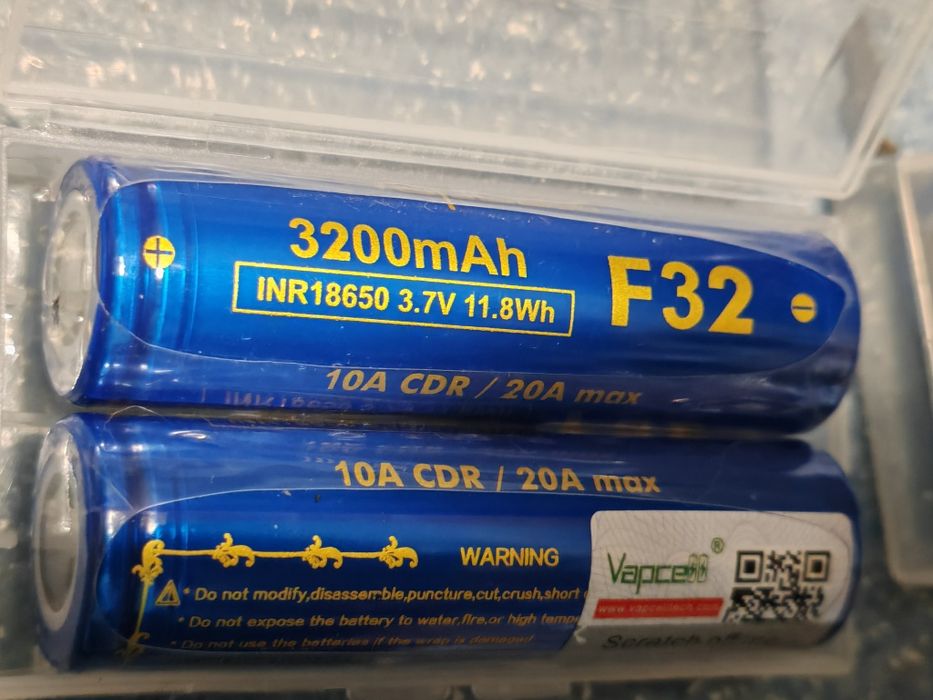 3200mAh
INR18650 3.7V 11.8Wh
F32
10A CDR / 20A max
10A CDR / 20A max
WARNING
* Do not modify,disassemble,puncture,cut,crush,short
* Do not expose the battery to water,fire,or high
* Do not use the batteries if the wrap is damaged!
Vapcell®
www.vapcelltech.com
Scratch